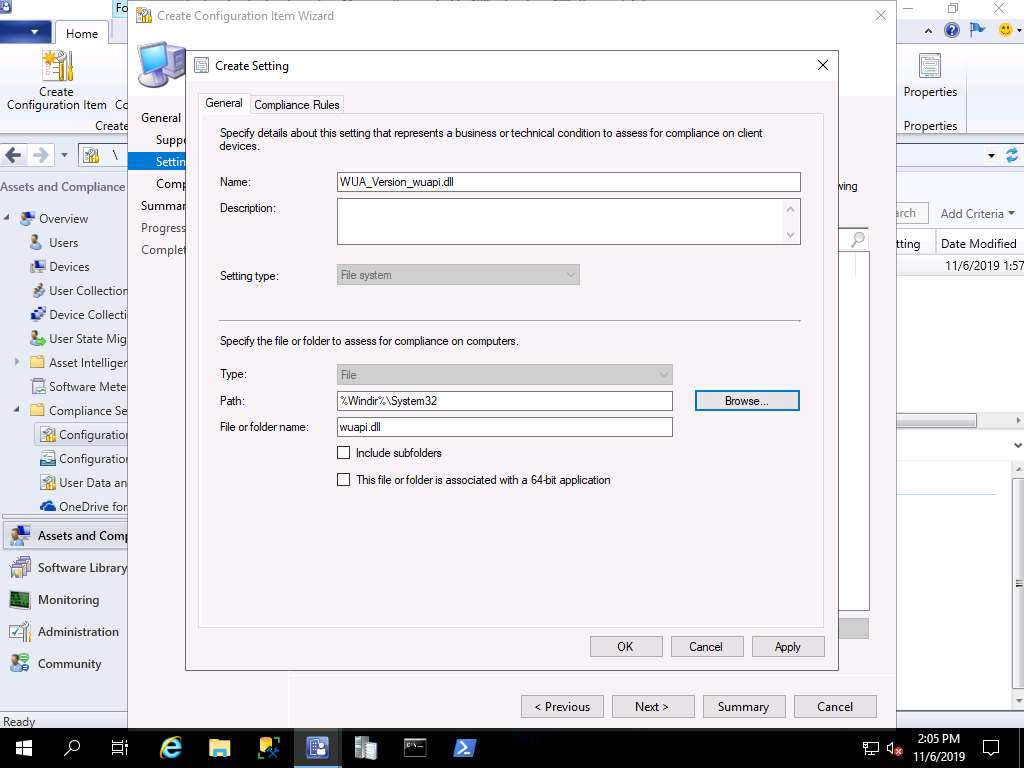 Fo
Create Configuration Item Wizard
Home
Create
Configuration Item
Co
Create
Properties
Properties
Create Setting
General
Compliance Rules
Specify details about this setting that represents a business or technical condition to assess for compliance on client
devices.
Name:
WUA_Version_wuapi.dll
Description:
Setting type:
File system
Specify the file or folder to assess for compliance on computers.
Type:
File
Path:
%Windir%\System32
Browse...
File or folder name:
wuapi.dll
Include subfolders
This file or folder is associated with a 64-bit application
OK
Cancel
Apply
General
Suppo
Settin
Comp
Summar
Progress
Complet
wing
< Previous
Next >
Summary
Cancel
\
Assets and Compliance
Overview
Users
Devices
User Collection
Device Collecti
User State Mig
Asset Intelliger
Software Mete
Compliance Se
Configuration
Configuration
User Data an
OneDrive for
Assets and Comp
Software Library
Monitoring
Administration
Community
arch
Add Criteria
tting
Date Modified
11/6/2019 1:57
Ready
2:05 PM
11/6/2019